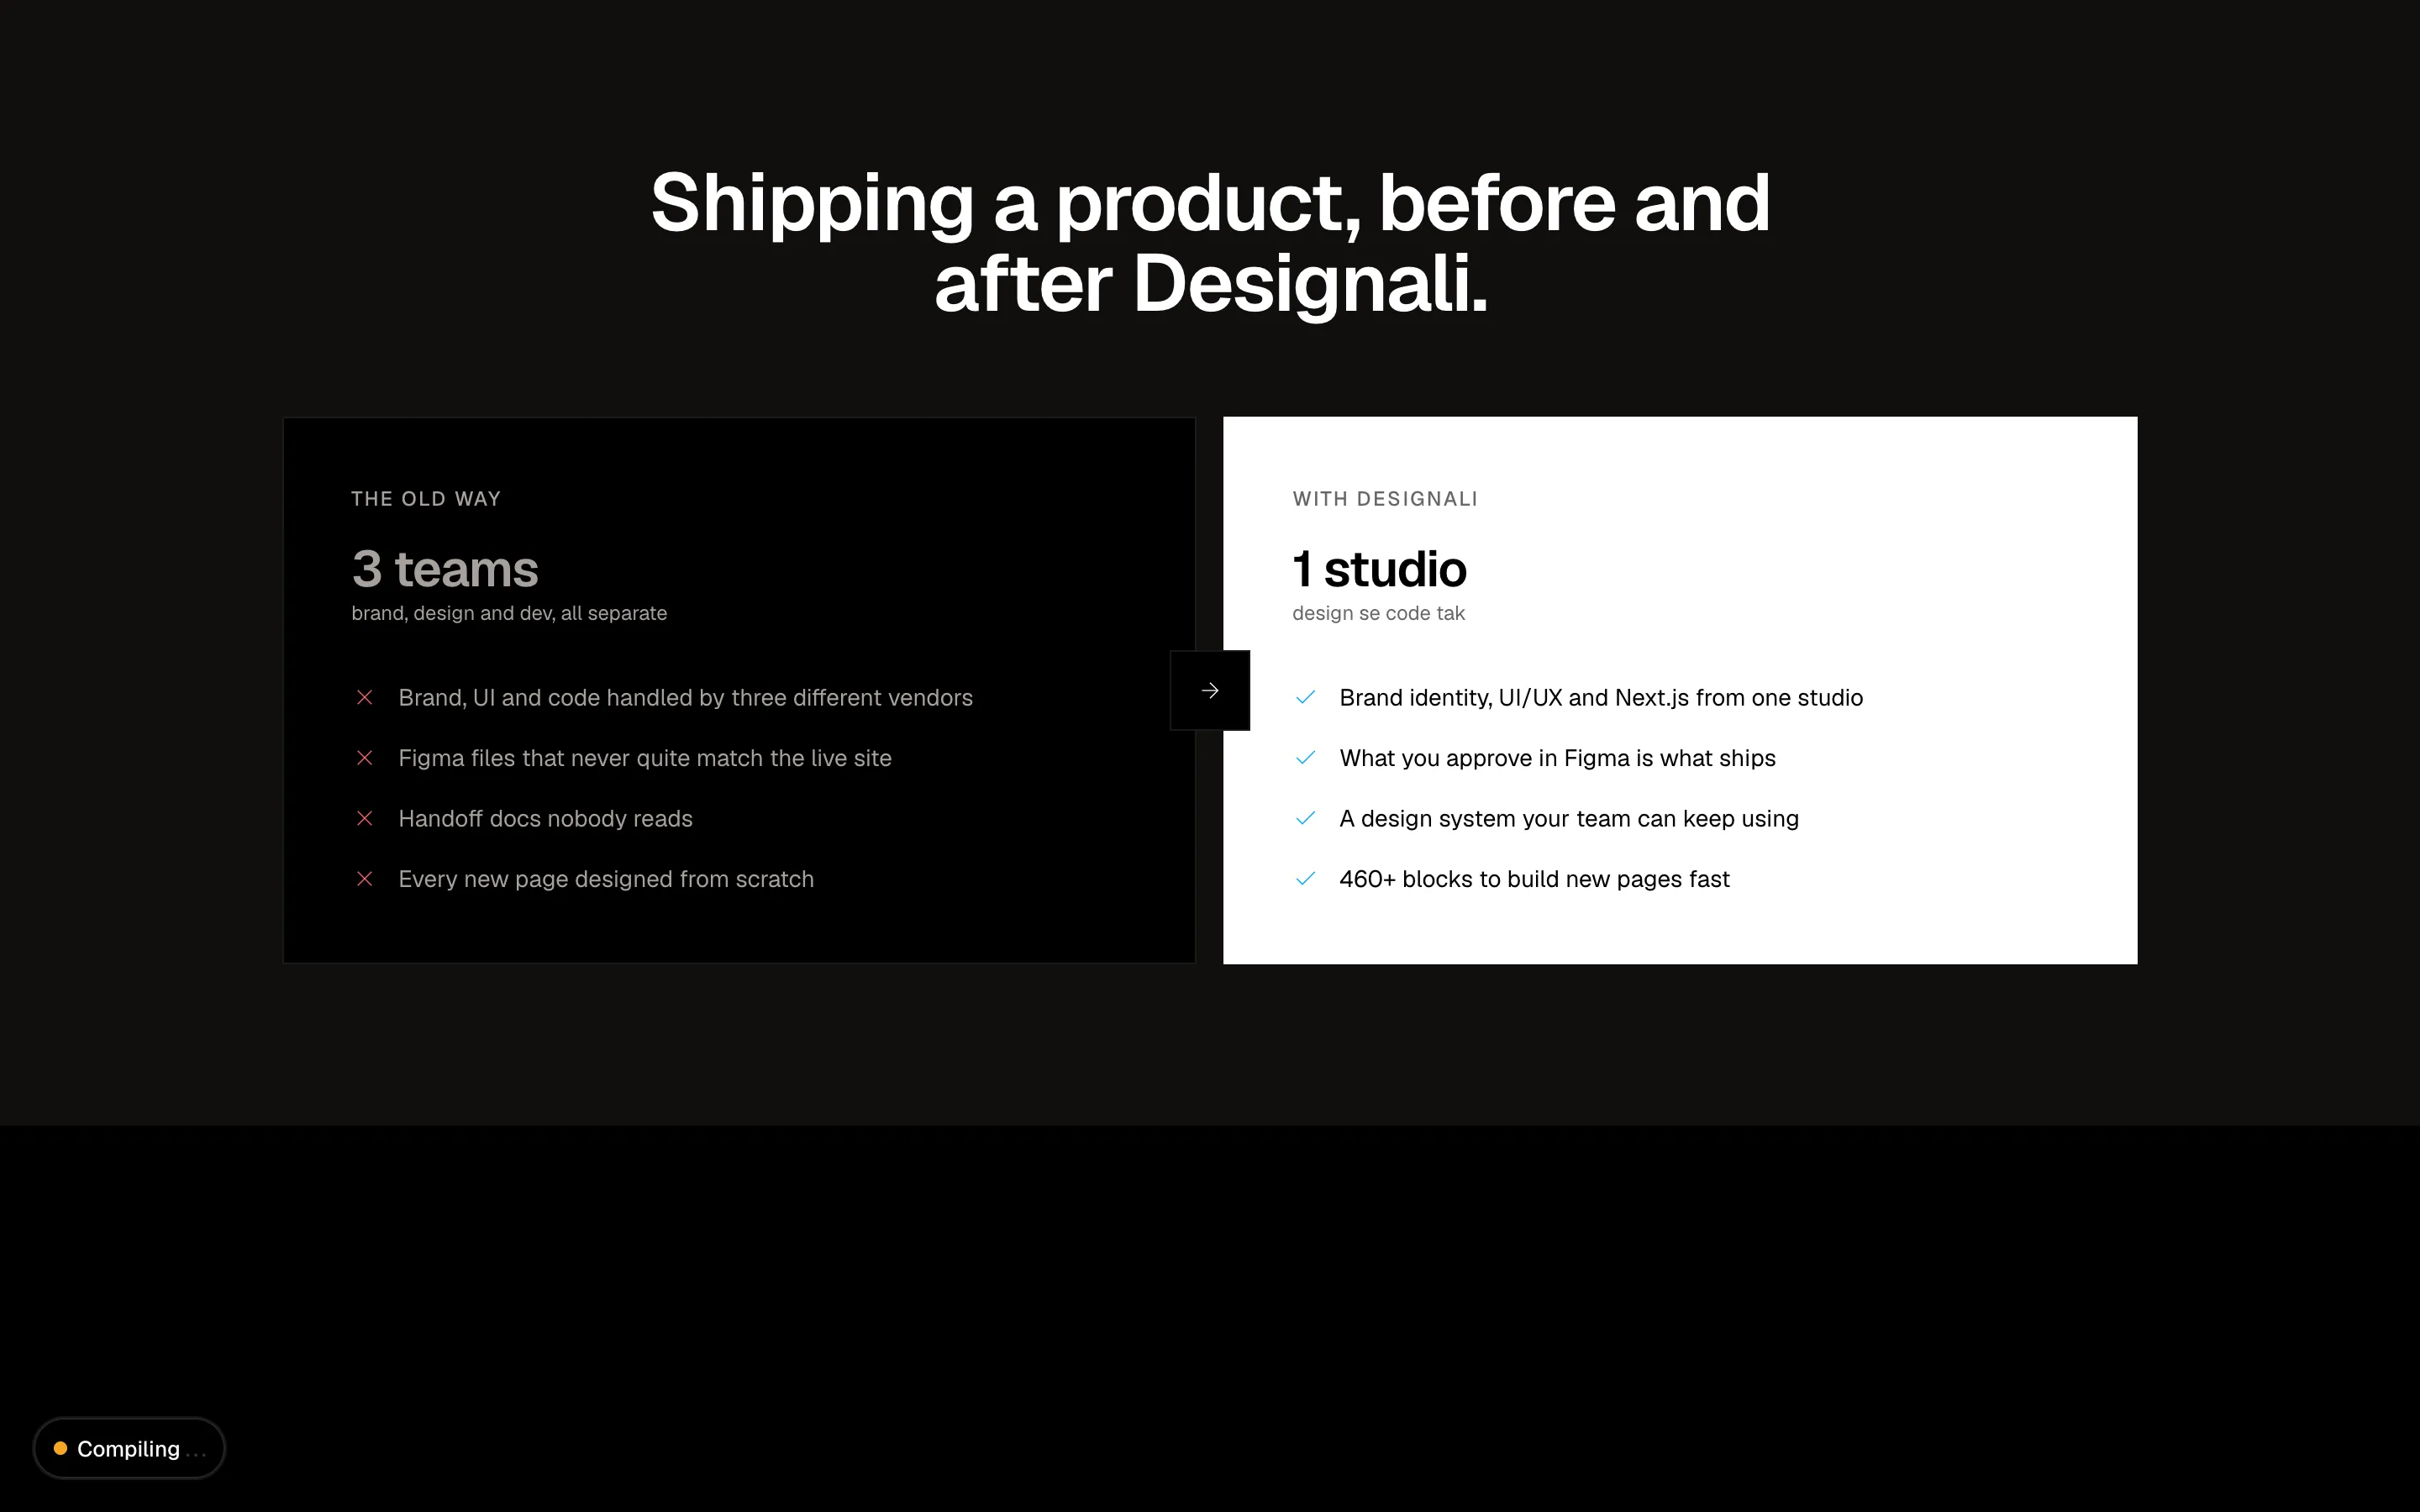 Shipping a product, before and
after Designali.
THE OLD WAY
3 teams
brand, design and dev, all separate
Brand, UI and code handled by three different vendors
Figma files that never quite match the live site
Handoff docs nobody reads
Every new page designed from scratch
WITH DESIGNALI
1 studio
design se code tak
Brand identity, UI/UX and Next.js from one studio
What you approve in Figma is what ships
A design system your team can keep using
460+ blocks to build new pages fast
Compiling ...